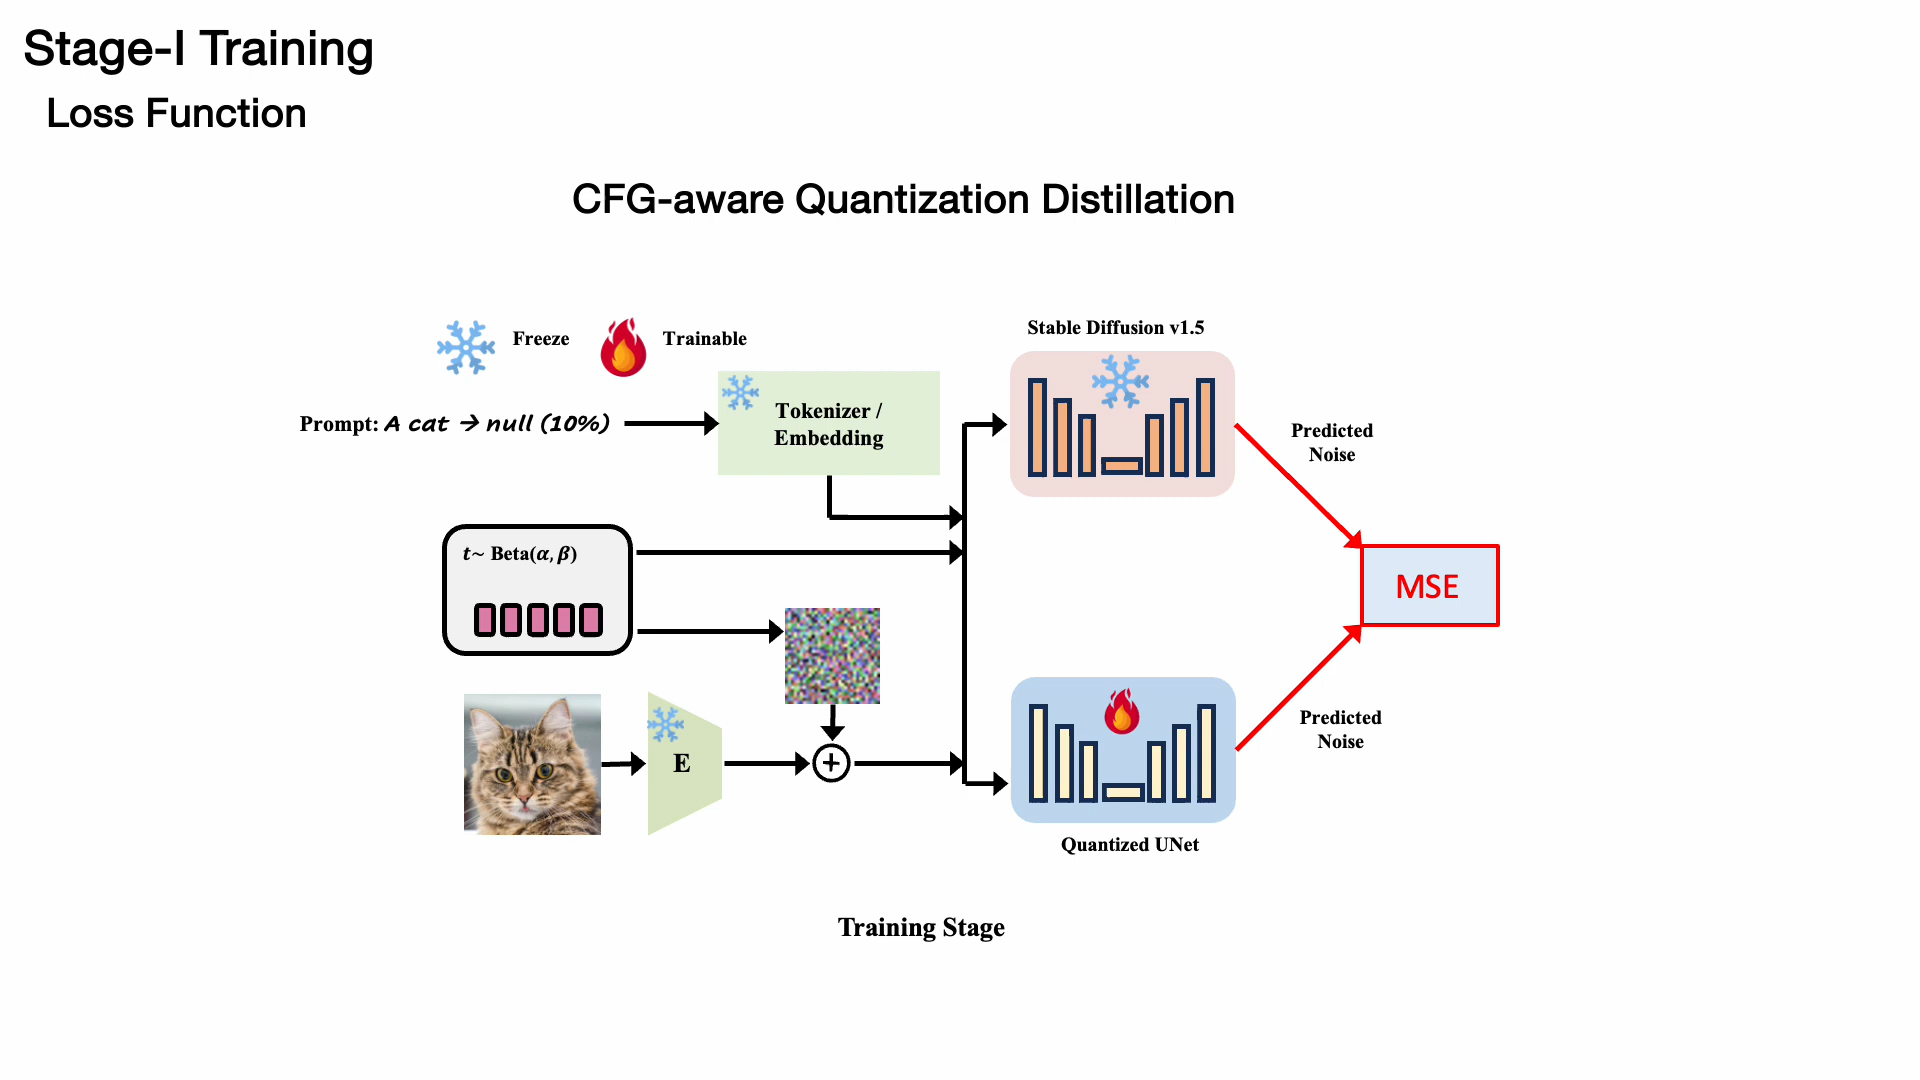 Stage-I Training
Loss Function
CFG-aware Quantization Distillation
Freeze
Trainable
Stable Diffusion v1.5
Prompt: A cat → null (10%)
Tokenizer /
Embedding
Predicted
Noise
t~ Beta(α, β)
MSE
E
+
Predicted
Noise
Quantized UNet
Training Stage